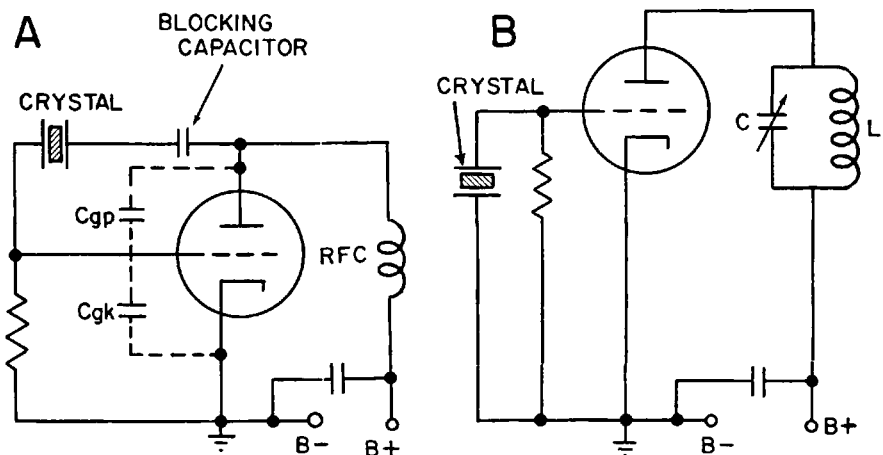 A
BLOCKING
CAPACITOR
CRYSTAL
Cgp
Cgk
RFC
B-
B+
B
CRYSTAL
C
L
B-
B+